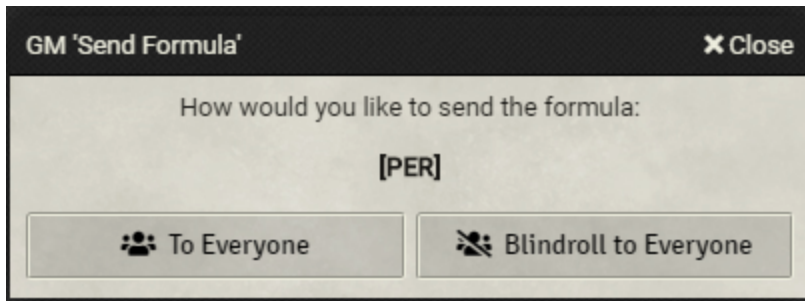 GM 'Send Formula'
Close
How would you like to send the formula:
[PER]
To Everyone
Blindroll to Everyone